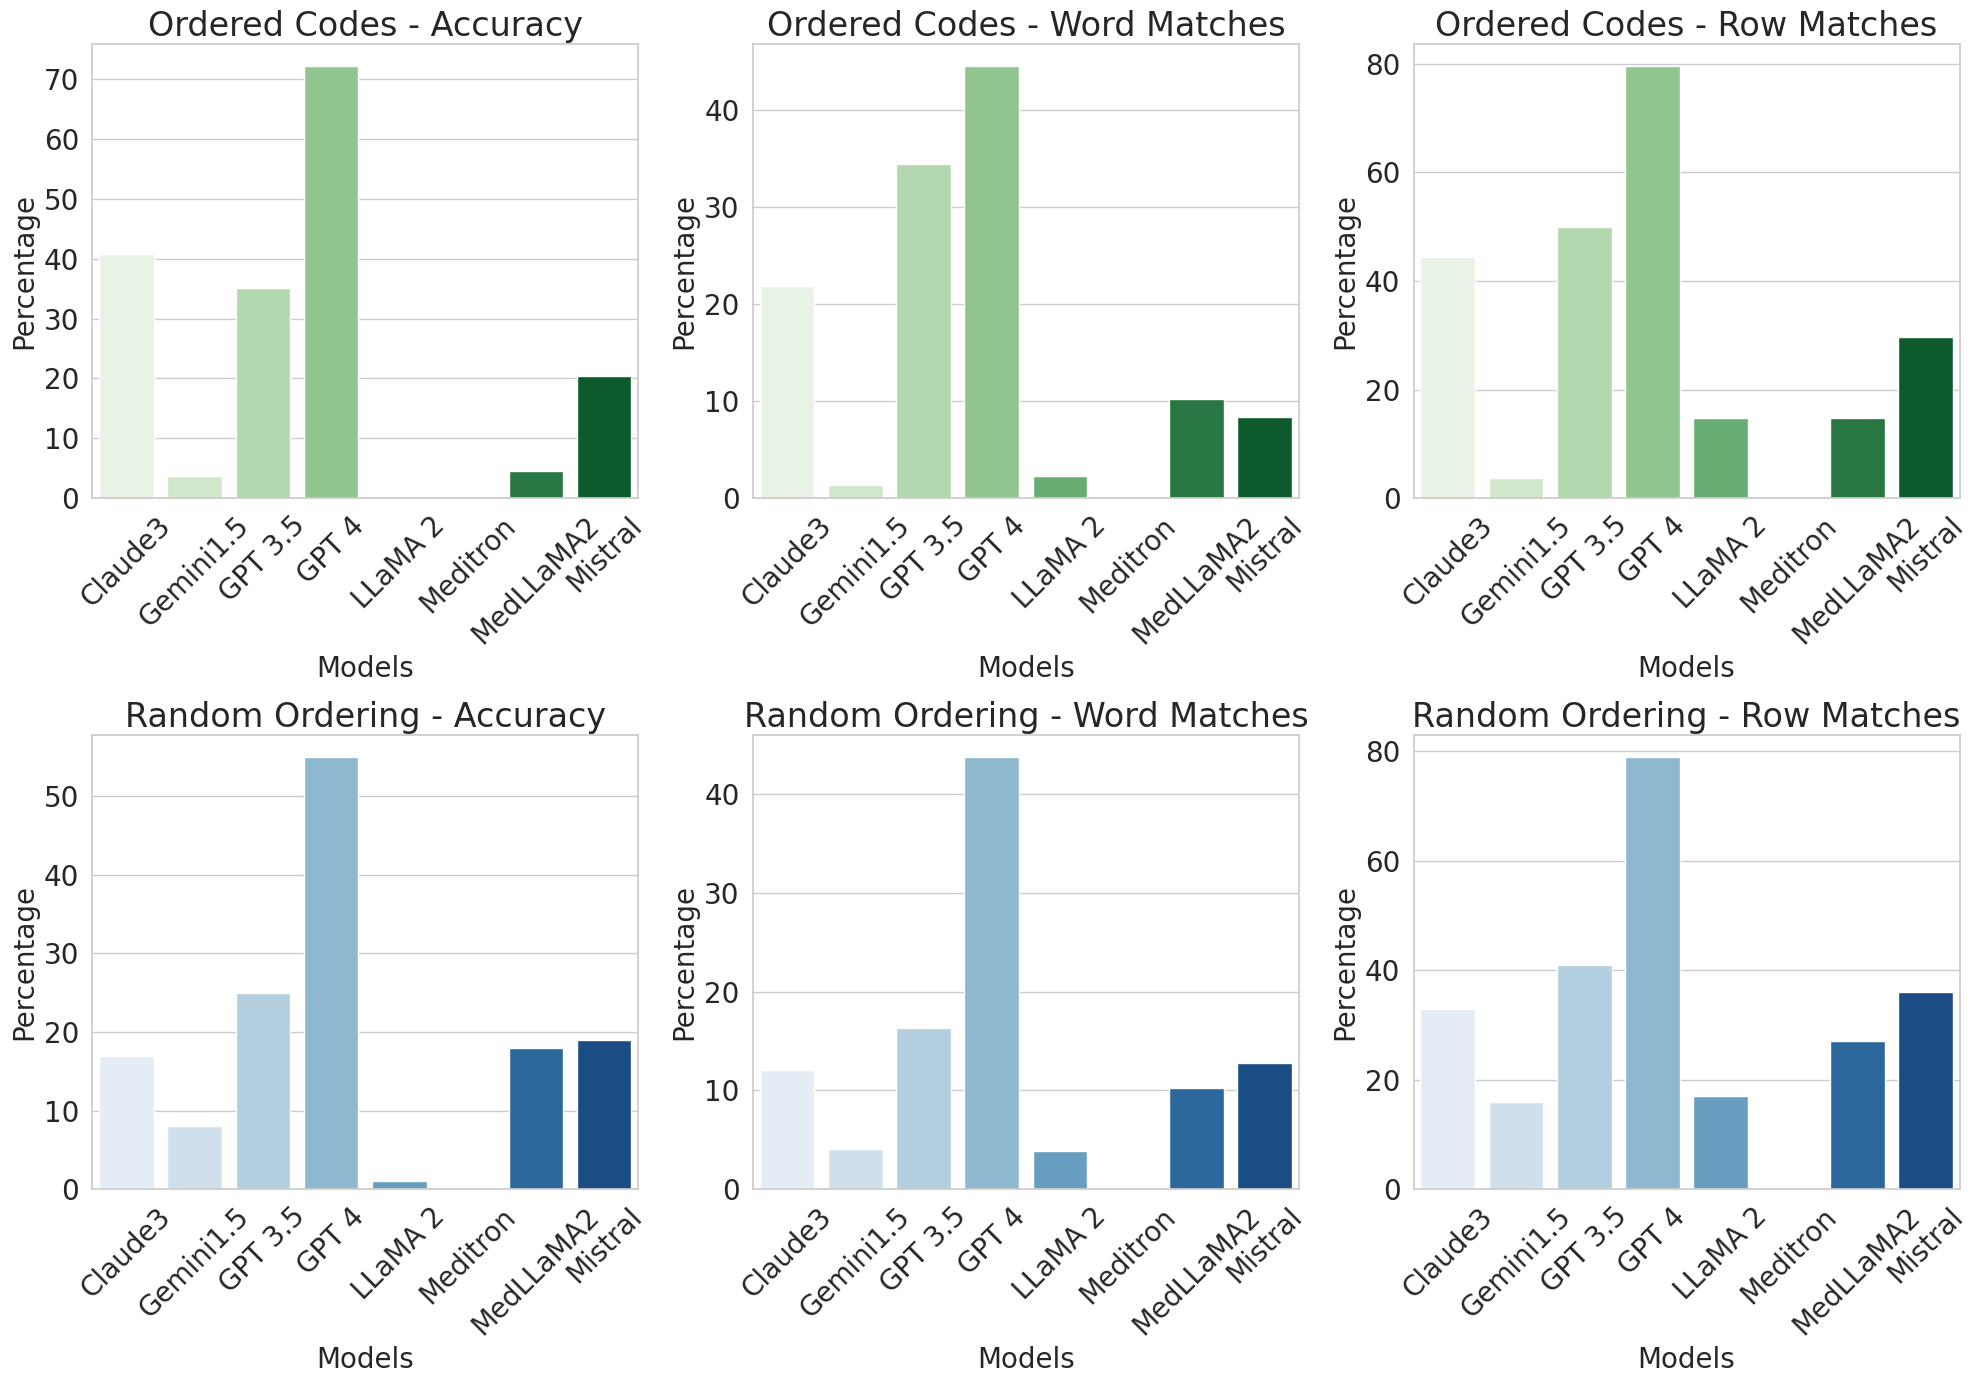 Ordered Codes - Accuracy
Percentage
70
60
50
40
30
20
10
0
Claude3
Gemini1.5
GPT 3.5
GPT 4
LLaMA 2
Meditron
MedLLaMA2
Mistral
Models
Ordered Codes - Word Matches
Percentage
40
30
20
10
0
Claude3
Gemini1.5
GPT 3.5
GPT 4
LLaMA 2
Meditron
MedLLaMA2
Mistral
Models
Ordered Codes - Row Matches
Percentage
80
60
40
20
0
Claude3
Gemini1.5
GPT 3.5
GPT 4
LLaMA 2
Meditron
MedLLaMA2
Mistral
Models
Random Ordering - Accuracy
Percentage
50
40
30
20
10
0
Claude3
Gemini1.5
GPT 3.5
GPT 4
LLaMA 2
Meditron
MedLLaMA2
Mistral
Models
Random Ordering - Word Matches
Percentage
40
30
20
10
0
Claude3
Gemini1.5
GPT 3.5
GPT 4
LLaMA 2
Meditron
MedLLaMA2
Mistral
Models
Random Ordering - Row Matches
Percentage
80
60
40
20
0
Claude3
Gemini1.5
GPT 3.5
GPT 4
LLaMA 2
Meditron
MedLLaMA2
Mistral
Models